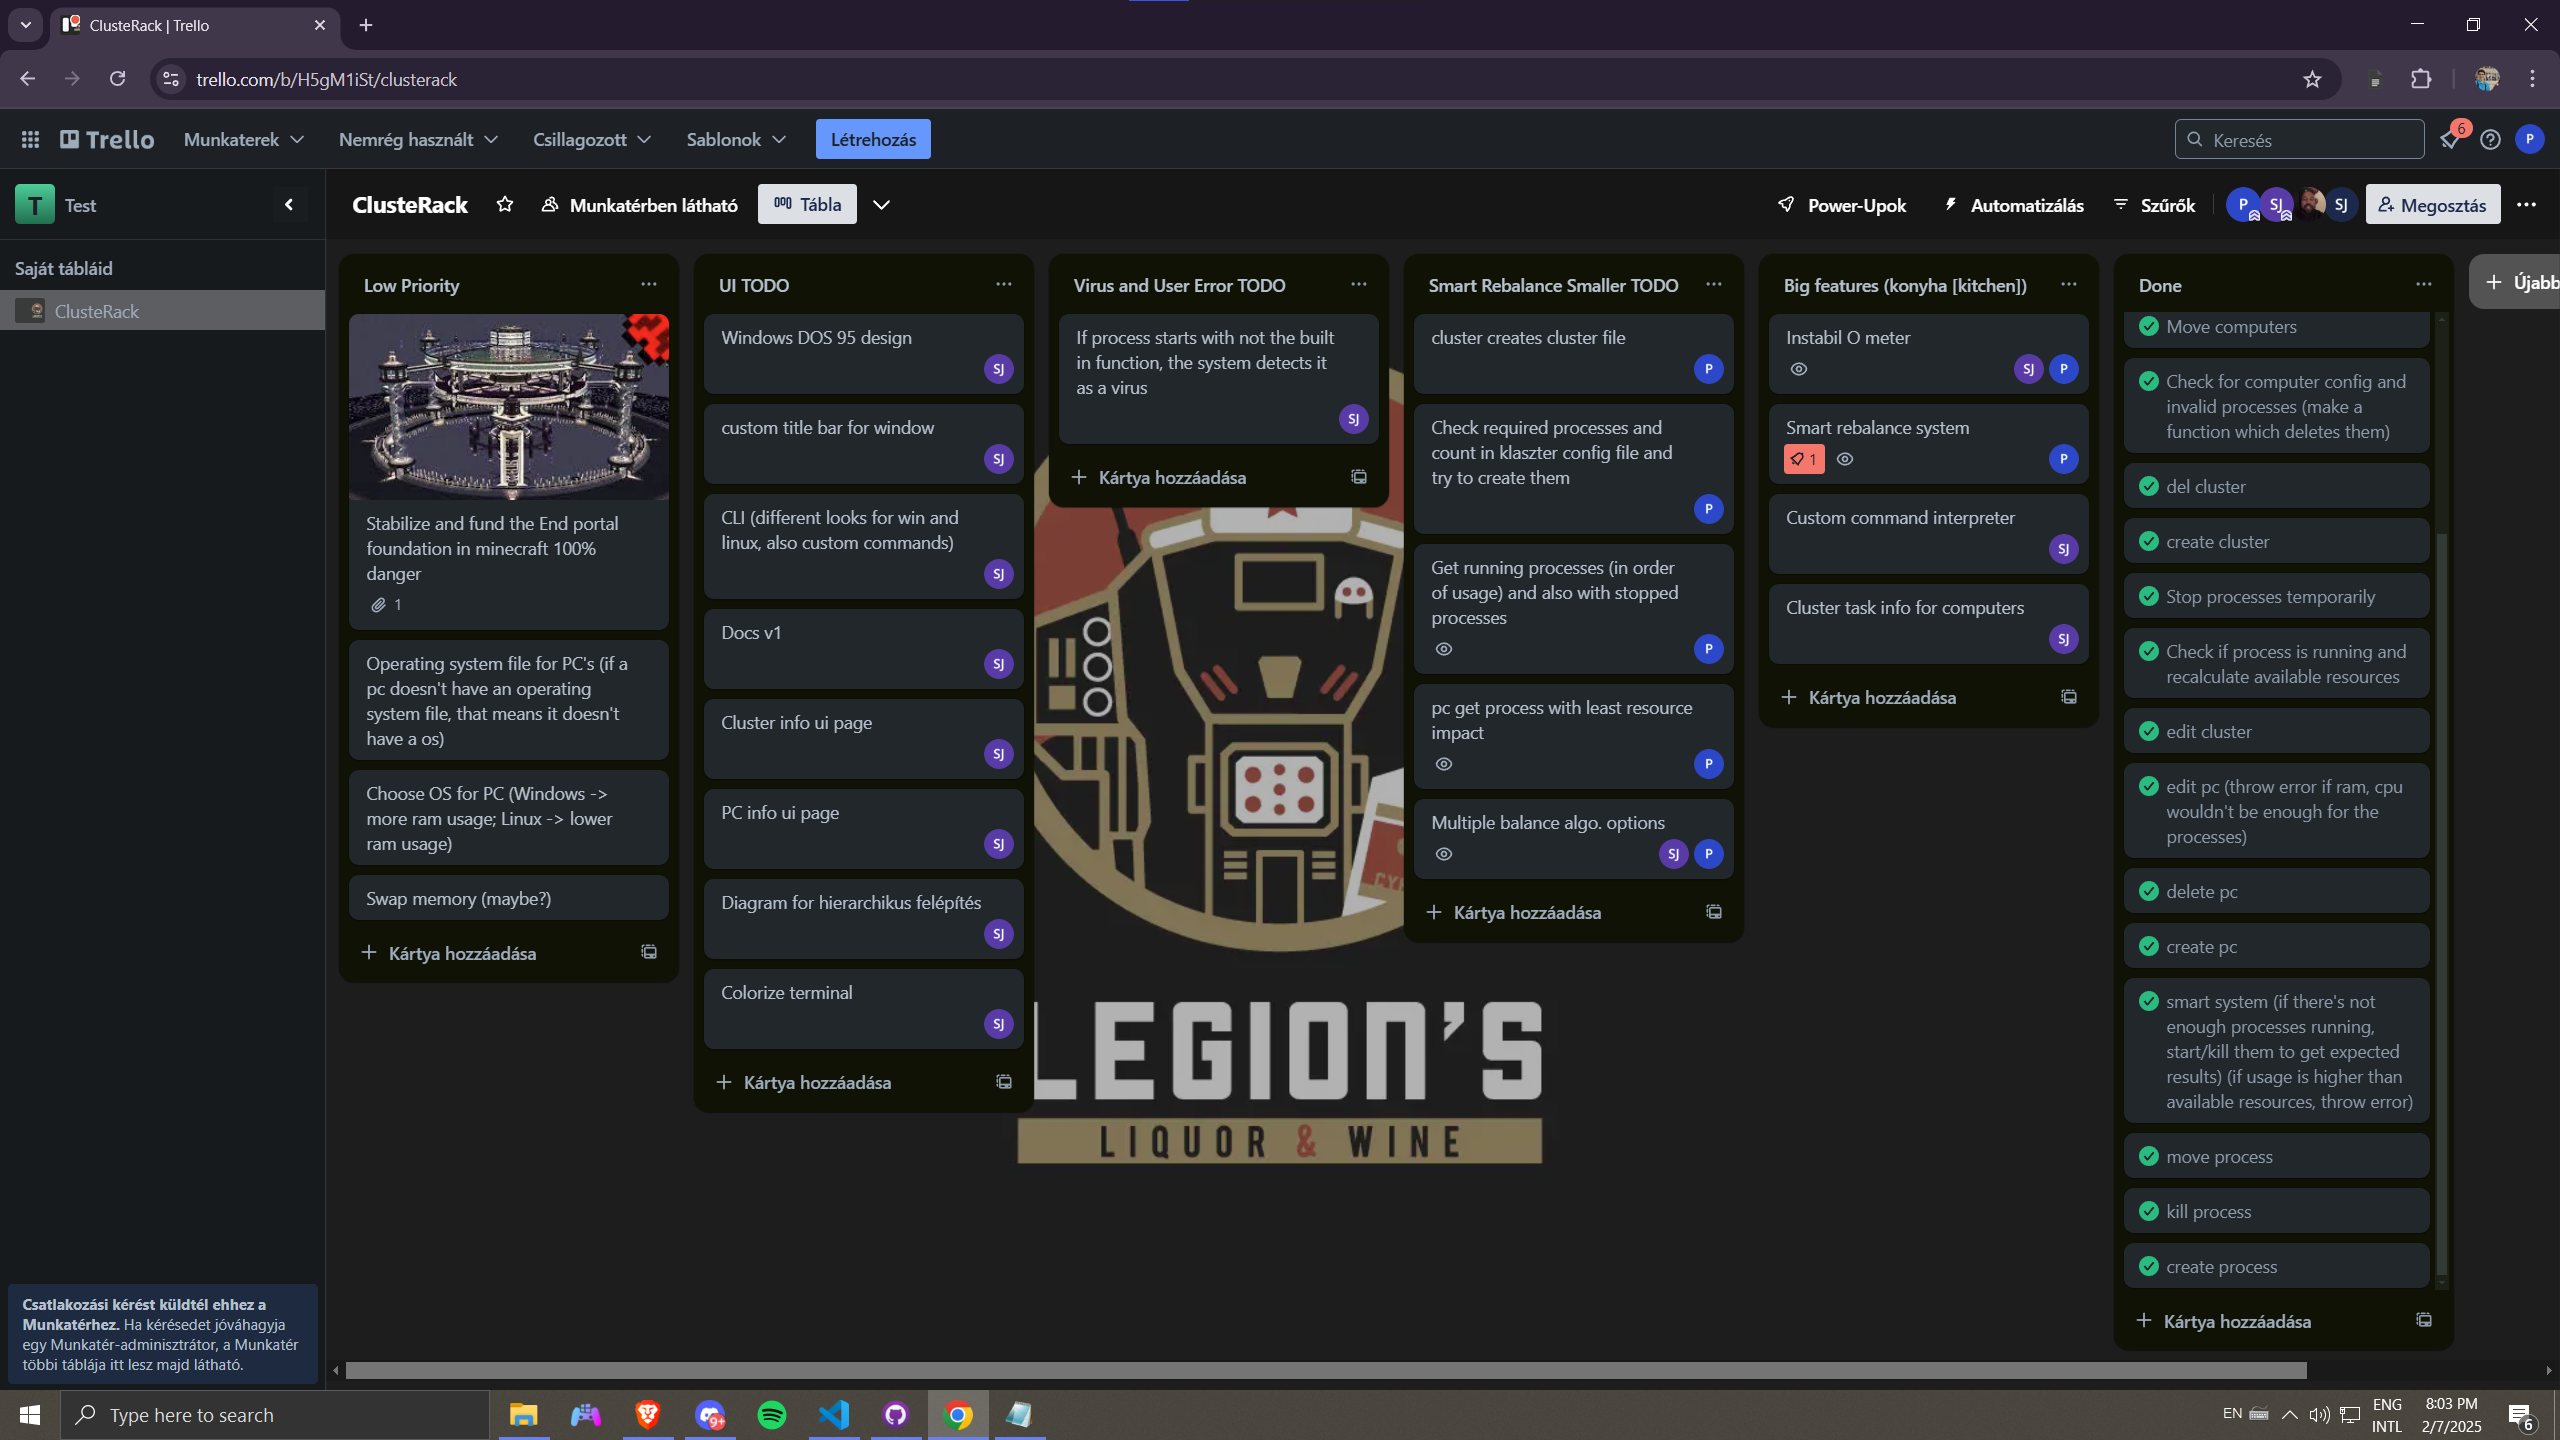 ClusteRack | Trello
trello.com/b/H5gM1iSt/clusterack
Trello
Munkaterek
Nemrég használt
Csillagozott
Sablonok
Létrehozás
Keresés
6
P
T
Test
ClusteRack
Munkatérben látható
Tábla
Power-Upok
Automatizálás
Szűrők
P
SJ
SJ
Megosztás
Saját tábláid
ClusteRack
Low Priority
Stabilize and fund the End portal
foundation in minecraft 100%
danger
1
Operating system file for PC's (if a
pc doesn't have an operating
system file, that means it doesn't
have a os)
Choose OS for PC (Windows ->
more ram usage; Linux -> lower
ram usage)
Swap memory (maybe?)
Kártya hozzáadása
UI TODO
Windows DOS 95 design
SJ
custom title bar for window
SJ
CLI (different looks for win and
linux, also custom commands)
SJ
Docs v1
SJ
Cluster info ui page
SJ
PC info ui page
SJ
Diagram for hierarchikus felépítés
SJ
Colorize terminal
SJ
Kártya hozzáadása
Virus and User Error TODO
If process starts with not the built
in function, the system detects it
as a virus
SJ
Kártya hozzáadása
LEGION'S
LIQUOR & WINE
Smart Rebalance Smaller TODO
cluster creates cluster file
P
Check required processes and
count in klaszter config file and
try to create them
P
Get running processes (in order
of usage) and also with stopped
processes
P
pc get process with least resource
impact
P
Multiple balance algo. options
SJ
P
Kártya hozzáadása
Big features (konyha [kitchen])
Instabil O meter
SJ
P
Smart rebalance system
1
P
Custom command interpreter
SJ
Cluster task info for computers
SJ
Kártya hozzáadása
Done
Move computers
Check for computer config and
invalid processes (make a
function which deletes them)
del cluster
create cluster
Stop processes temporarily
Check if process is running and
recalculate available resources
edit cluster
edit pc (throw error if ram, cpu
wouldn't be enough for the
processes)
delete pc
create pc
smart system (if there's not
enough processes running,
start/kill them to get expected
results) (if usage is higher than
available resources, throw error)
move process
kill process
create process
Kártya hozzáadása
Újabb
Csatlakozási kérést küldtél ehhez a
Munkatérhez. Ha kérésedet jóváhagyja
egy Munkatér-adminisztrátor, a Munkatér
többi táblája itt lesz majd látható.
Type here to search
9+
EN
ENG
INTL
8:03 PM
2/7/2025
6